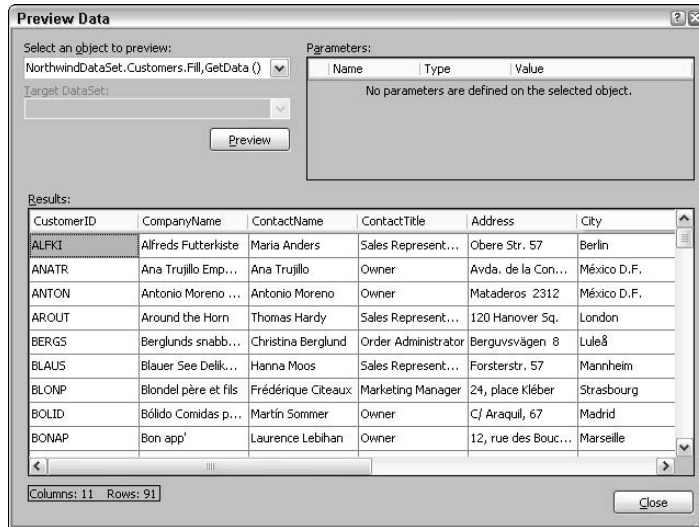 Preview Data
Select an object to preview:
NorthwindDataSet.Customers.Fill,GetData ()
Target DataSet:
Preview
Parameters:
Name Type Value
No parameters are defined on the selected object.
Results:
CustomerID CompanyName ContactName ContactTitle Address City
ALFKI Alfreds Futterkiste Maria Anders Sales Represent... Obere Str. 57 Berlin
ANATR Ana Trujillo Emp... Ana Trujillo Owner Avda. de la Con... México D.F.
ANTON Antonio Moreno ... Antonio Moreno Owner Mataderos 2312 México D.F.
AROUT Around the Horn Thomas Hardy Sales Represent... 120 Hanover Sq. London
BERGS Berglunds snabb... Christina Berglund Order Administrator Berguvsvägen 8 Luleå
BLAUS Blauer See Delik... Hanna Moos Sales Represent... Forsterstr. 57 Mannheim
BLONP Blondel père et fils Frédérique Citeaux Marketing Manager 24, place Kléber Strasbourg
BOLID Bólido Comidas p... Martín Sommer Owner C/ Araquil, 67 Madrid
BONAP Bon app' Laurence Lebihan Owner 12, rue des Bouc... Marseille
Columns: 11 Rows: 91
Close